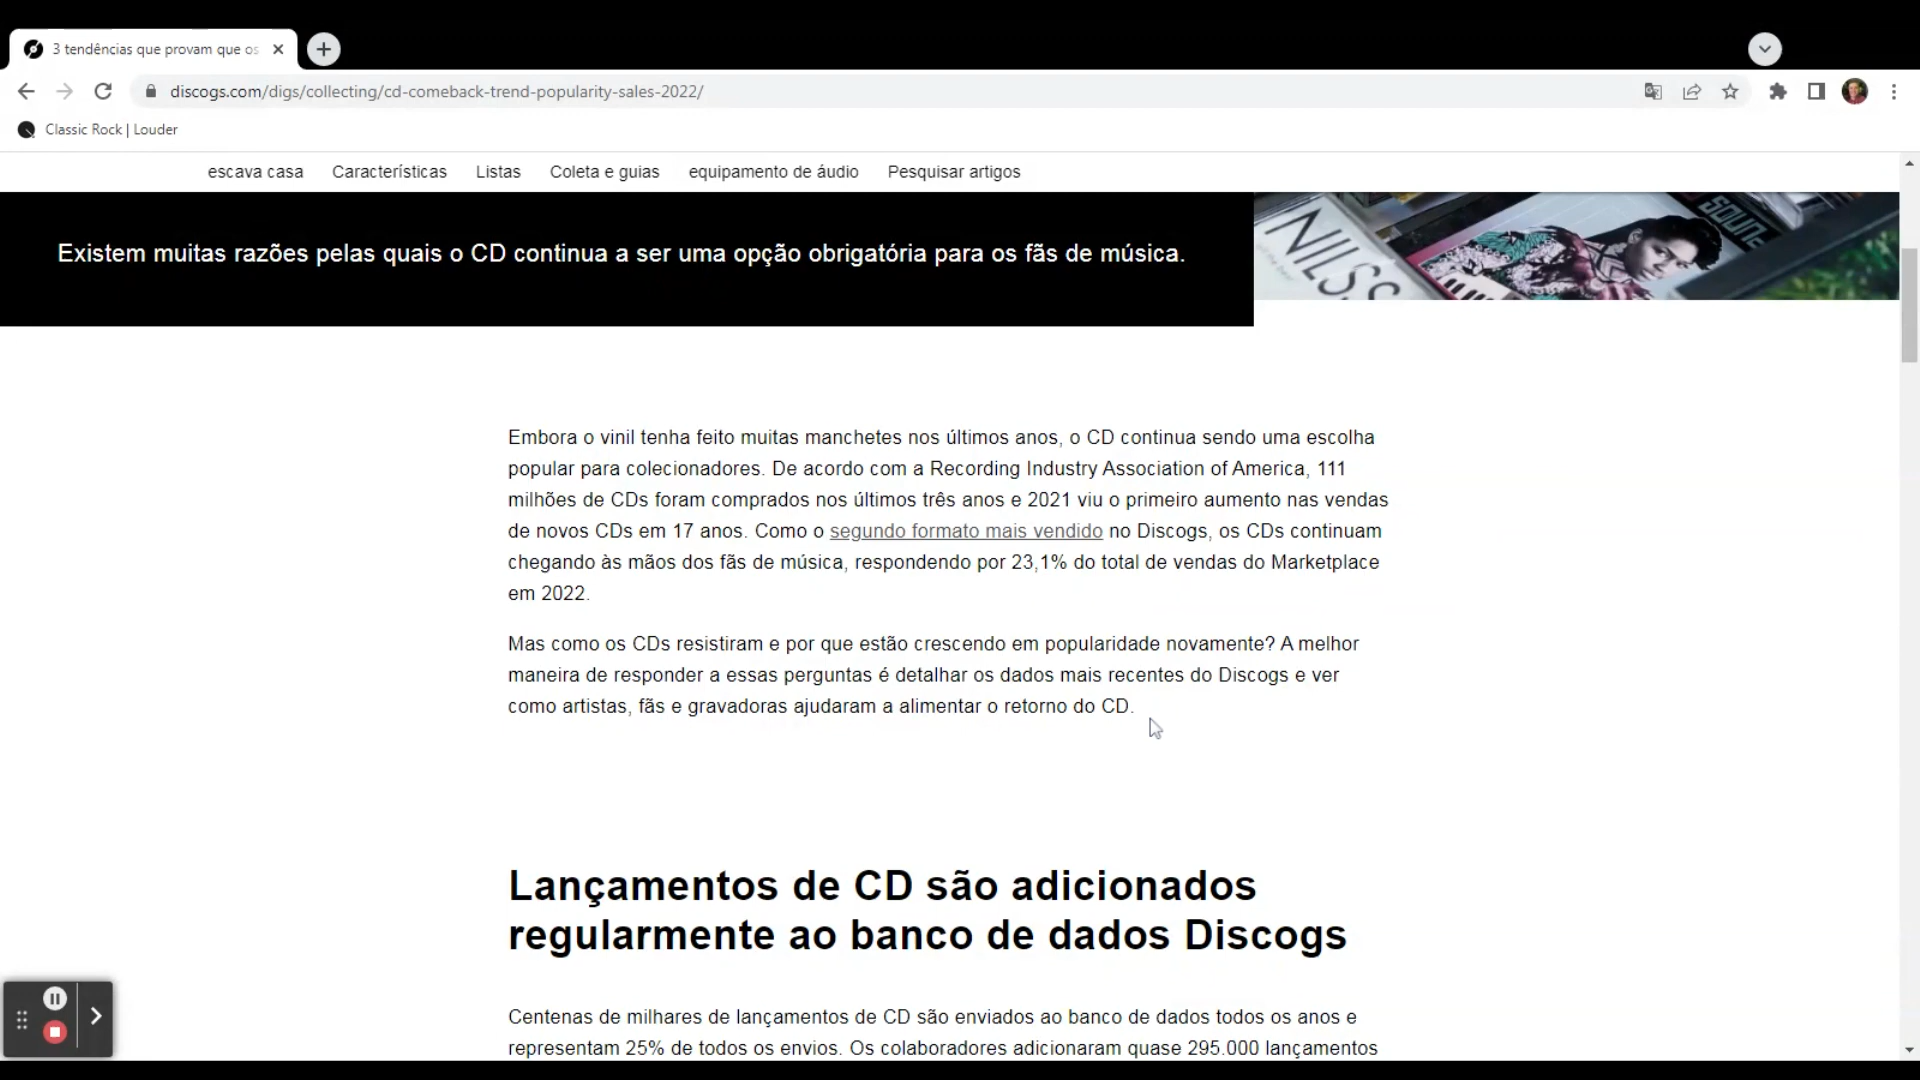 3 tendências que provam que os
discogs.com/digs/collecting/cd-comeback-trend-popularity-sales-2022/
Classic Rock | Louder
escava casa Características Listas Coleta e guias equipamento de áudio Pesquisar artigos
Existem muitas razões pelas quais o CD continua a ser uma opção obrigatória para os fãs de música.
NILSS
SOUN
Embora o vinil tenha feito muitas manchetes nos últimos anos, o CD continua sendo uma escolha
popular para colecionadores. De acordo com a Recording Industry Association of America, 111
milhões de CDs foram comprados nos últimos três anos e 2021 viu o primeiro aumento nas vendas
de novos CDs em 17 anos. Como o segundo formato mais vendido no Discogs, os CDs continuam
chegando às mãos dos fãs de música, respondendo por 23,1% do total de vendas do Marketplace
em 2022.
Mas como os CDs resistiram e por que estão crescendo em popularidade novamente? A melhor
maneira de responder a essas perguntas é detalhar os dados mais recentes do Discogs e ver
como artistas, fãs e gravadoras ajudaram a alimentar o retorno do CD.
Lançamentos de CD são adicionados
regularmente ao banco de dados Discogs
Centenas de milhares de lançamentos de CD são enviados ao banco de dados todos os anos e
representam 25% de todos os envios. Os colaboradores adicionaram quase 295.000 lançamentos